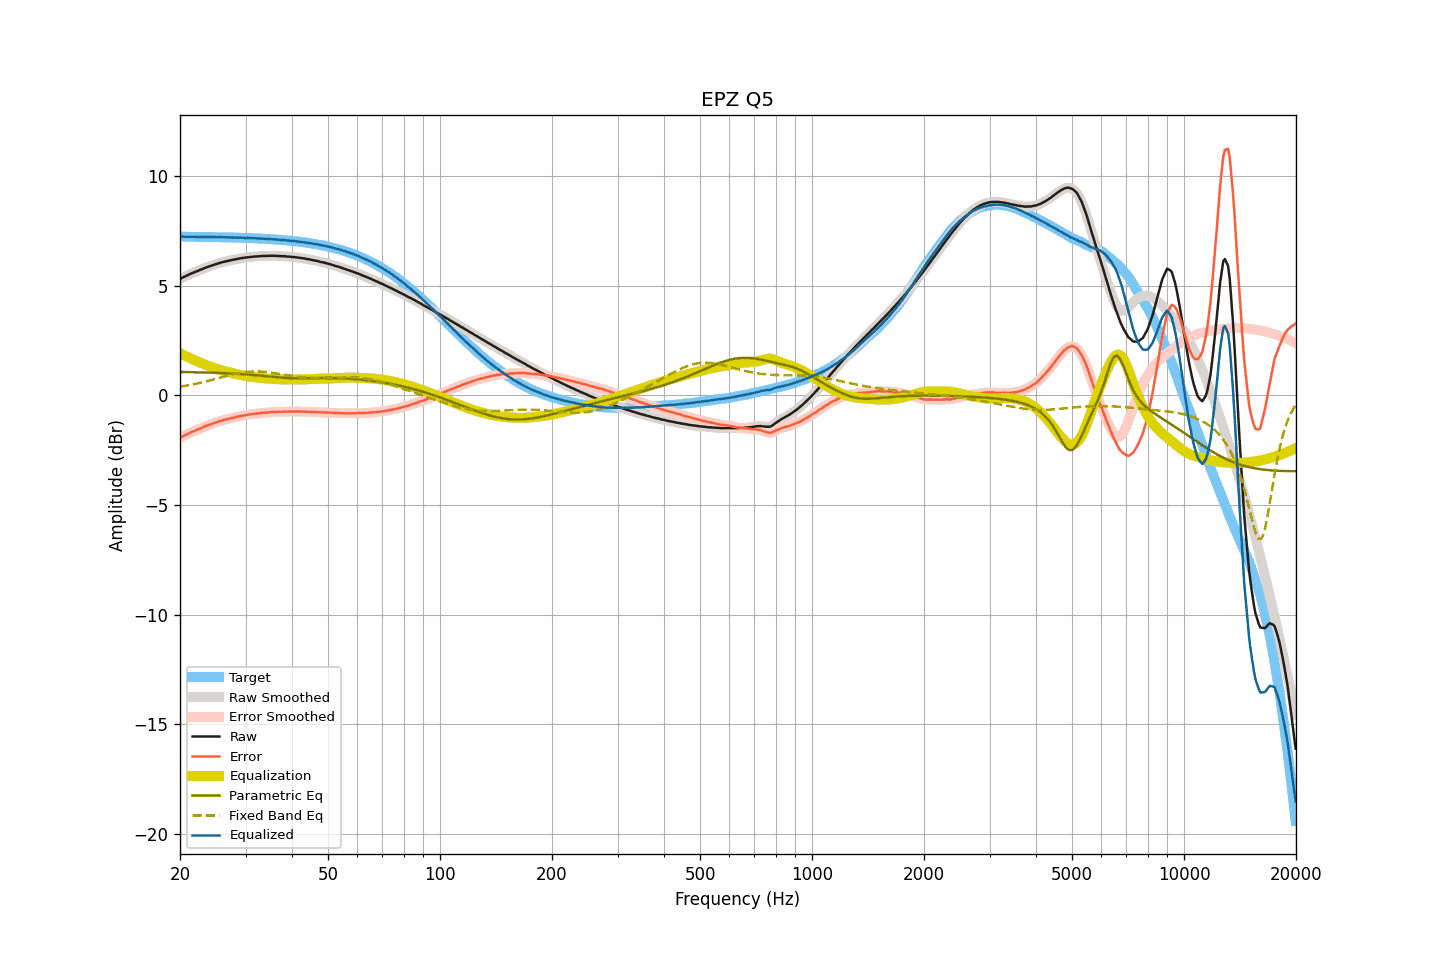 EPZ Q5
Amplitude (dBr)
10
5
0
−5
−10
−15
−20
Target
Raw Smoothed
Error Smoothed
Raw
Error
Equalization
Parametric Eq
Fixed Band Eq
Equalized
20 50 100 200 500 1000 2000 5000 10000 20000
Frequency (Hz)